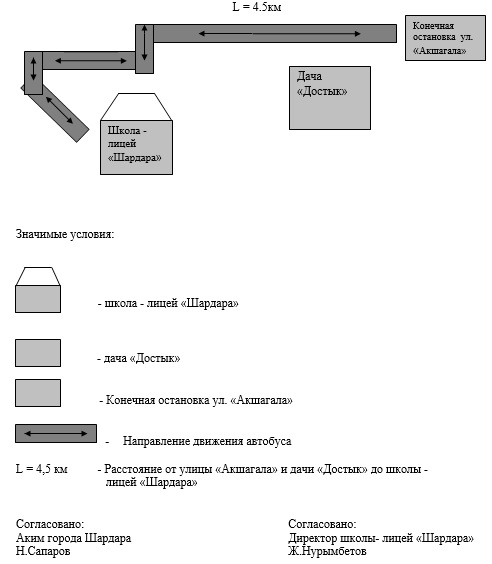 L = 4.5км
Конечная
остановка ул.
«Акшагала»
Дача
«Достык»
Школа -
лицей
«Шардара»
Значимые условия:
- школа - лицей «Шардара»
- дача «Достык»
- Конечная остановка ул. «Акшагала»
- Направление движения автобуса
L = 4,5 км - Расстояние от улицы «Акшагала» и дачи «Достык» до школы -
лицей «Шардара»
Согласовано: Согласовано:
Аким города Шардара Директор школы- лицей «Шардара»
Н.Сапаров Ж.Нурымбетов